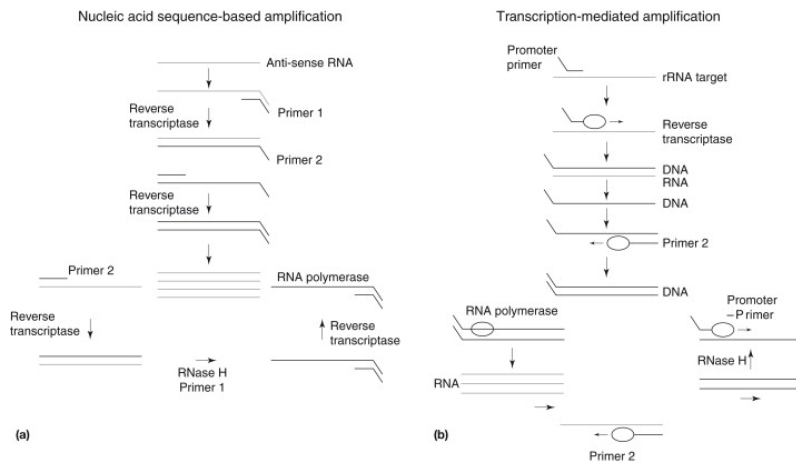 Nucleic acid sequence-based amplification
Anti-sense RNA
Primer 1
Reverse
transcriptase
Primer 2
Reverse
transcriptase
Primer 2
RNA polymerase
Reverse
transcriptase
Reverse
transcriptase
RNase H
Primer 1
(a)
Transcription-mediated amplification
Promoter
primer
rRNA target
Reverse
transcriptase
DNA
RNA
DNA
Primer 2
DNA
RNA polymerase
Promoter
–Primer
RNase H
RNA
Primer 2
(b)